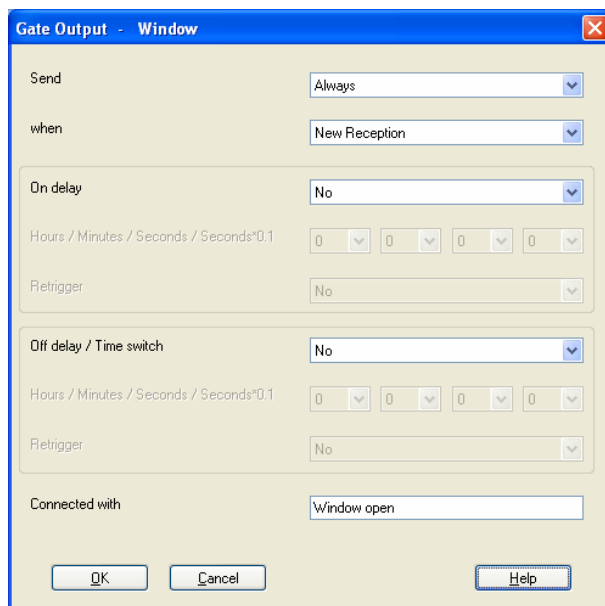 Gate Output - Window
Send Always
when New Reception
On delay No
Hours / Minutes / Seconds / Seconds*0.1 0 0 0 0
Retrigger No
Off delay / Time switch No
Hours / Minutes / Seconds / Seconds*0.1 0 0 0 0
Retrigger No
Connected with Window open
OK Cancel Help